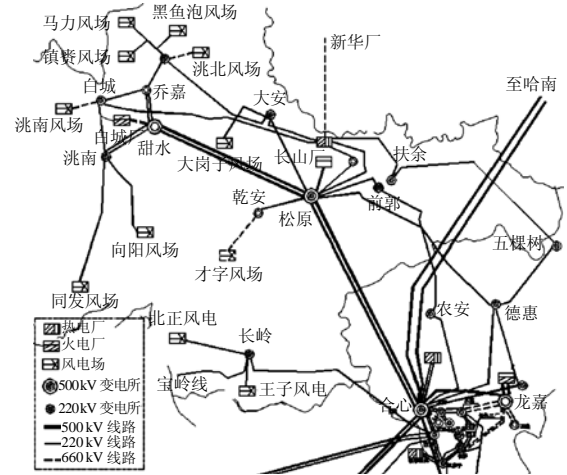 黑鱼泡风场
马力风场
新华厂
镇赉风场
洮北风场
至哈南
白城
乔嘉
大安
洮南风场
白城厂
甜水
扶余
洮南
大岗子风场
长山厂
乾安
前郭
松原
五棵树
向阳风场
才字风场
同发风场
农安
德惠
北正风电
热电厂
长岭
火电厂
风电场
宝岭线
王子风电
合心
龙嘉
500kV 变电所
220kV 变电所
500kV 线路
220kV 线路
660kV 线路